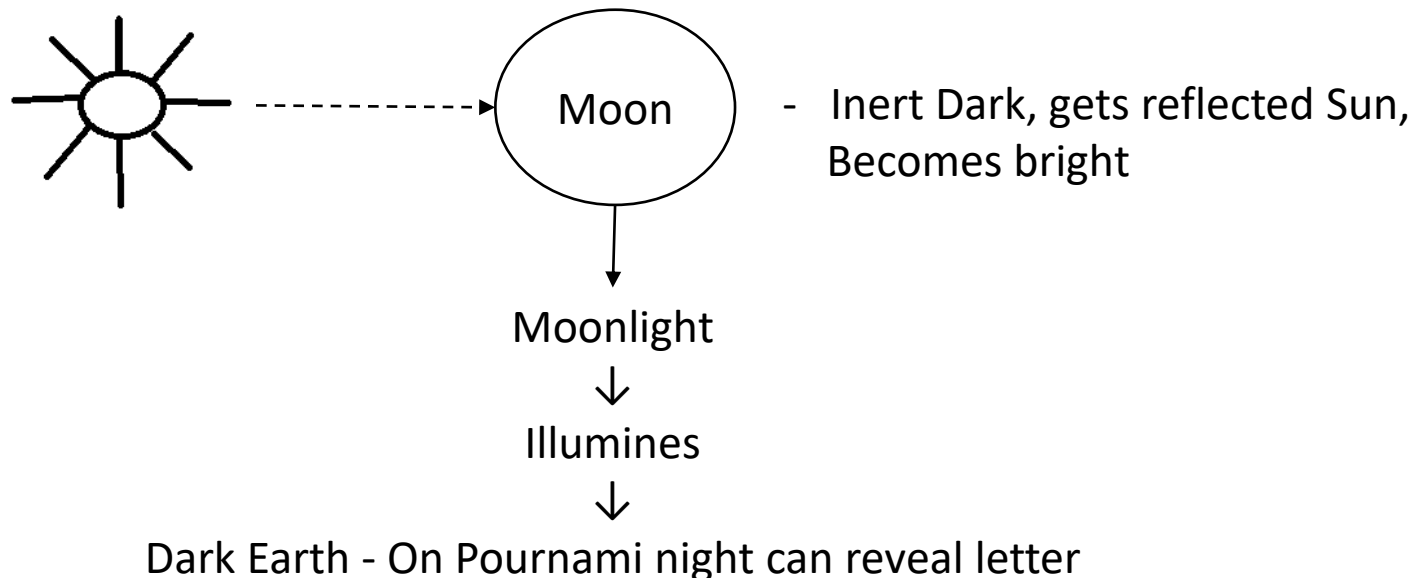 Moon
- Inert Dark, gets reflected Sun,
Becomes bright
Moonlight
Illumines
Dark Earth - On Pournami night can reveal letter